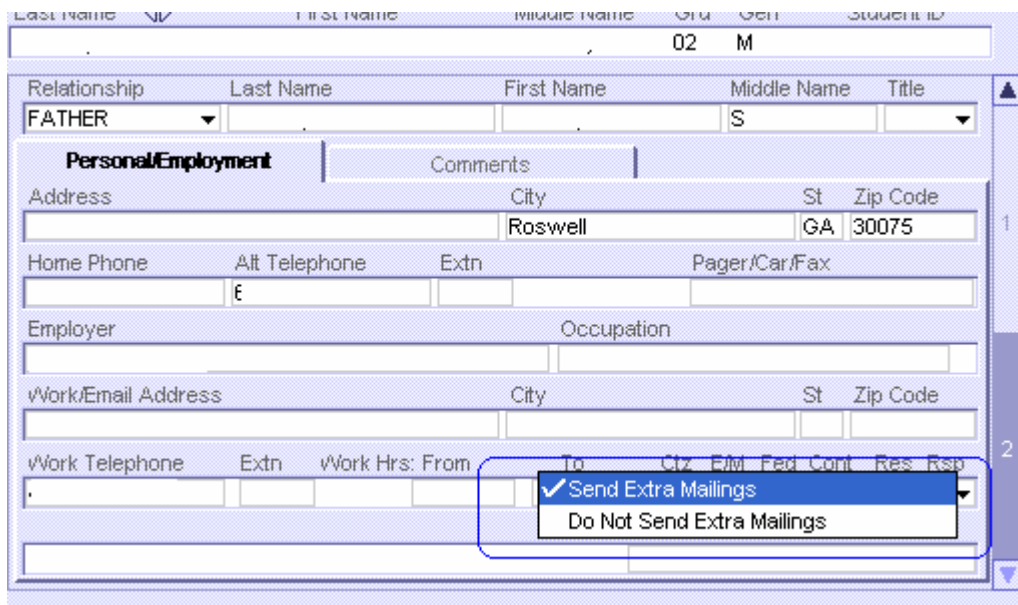 Last Name First Name Middle Name Grd Gen Student ID
02 M
Relationship Last Name First Name Middle Name Title
FATHER S
Personal/Employment Comments
Address City St Zip Code
Roswell GA 30075
Home Phone Alt Telephone Extn Pager/Car/Fax
Employer Occupation
Work/Email Address City St Zip Code
Work Telephone Extn Work Hrs: From To Ctz E/M Fed Cont Res Rsp
Send Extra Mailings
Do Not Send Extra Mailings
1
2